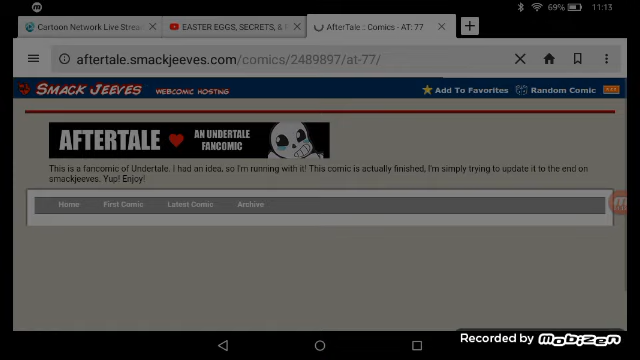 69% 11:13
Cartoon Network Live Strea
EASTER EGGS, SECRETS, &
AfterTale :: Comics - AT: 77
aftertale.smackjeeves.com/comics/2489897/at-77/
SMACK JEEVES WEBCOMIC HOSTING Add To Favorites Random Comic
AFTERTALE AN UNDERTALE
FANCOMIC
This is a fancomic of Undertale. I had an idea, so I'm running with it! This comic is actually finished, I'm simply trying to update it to the end on
smackjeeves. Yup! Enjoy!
Home First Comic Latest Comic Archive
Recorded by MOBIZEN